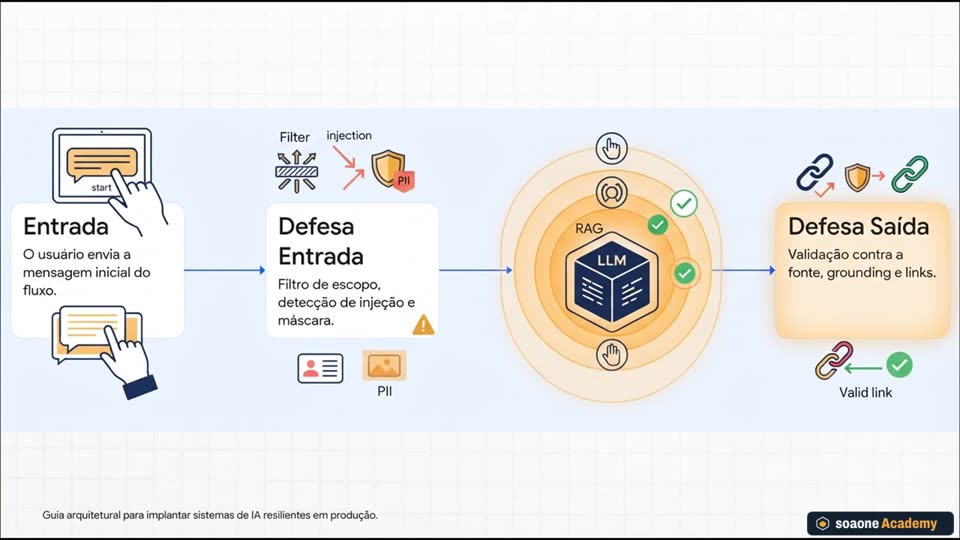 start
Entrada
O usuário envia a
mensagem inicial do
fluxo.
Filter
injection
PII
Defesa
Entrada
Filtro de escopo,
detecção de injeção e
máscara.
PII
RAG
LLM
Defesa Saída
Validação contra a
fonte, grounding e links.
Valid link
Guia arquitetural para implantar sistemas de IA resilientes em produção.
soaone Academy